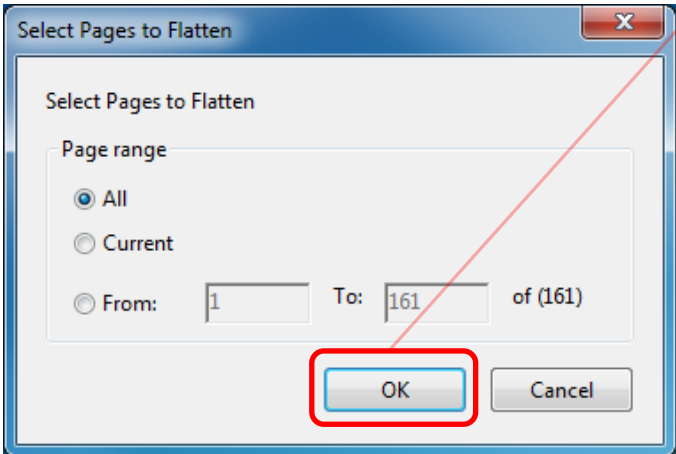 Select Pages to Flatten
Select Pages to Flatten
Page range
All
Current
From: 1 To: 161 of (161)
OK Cancel